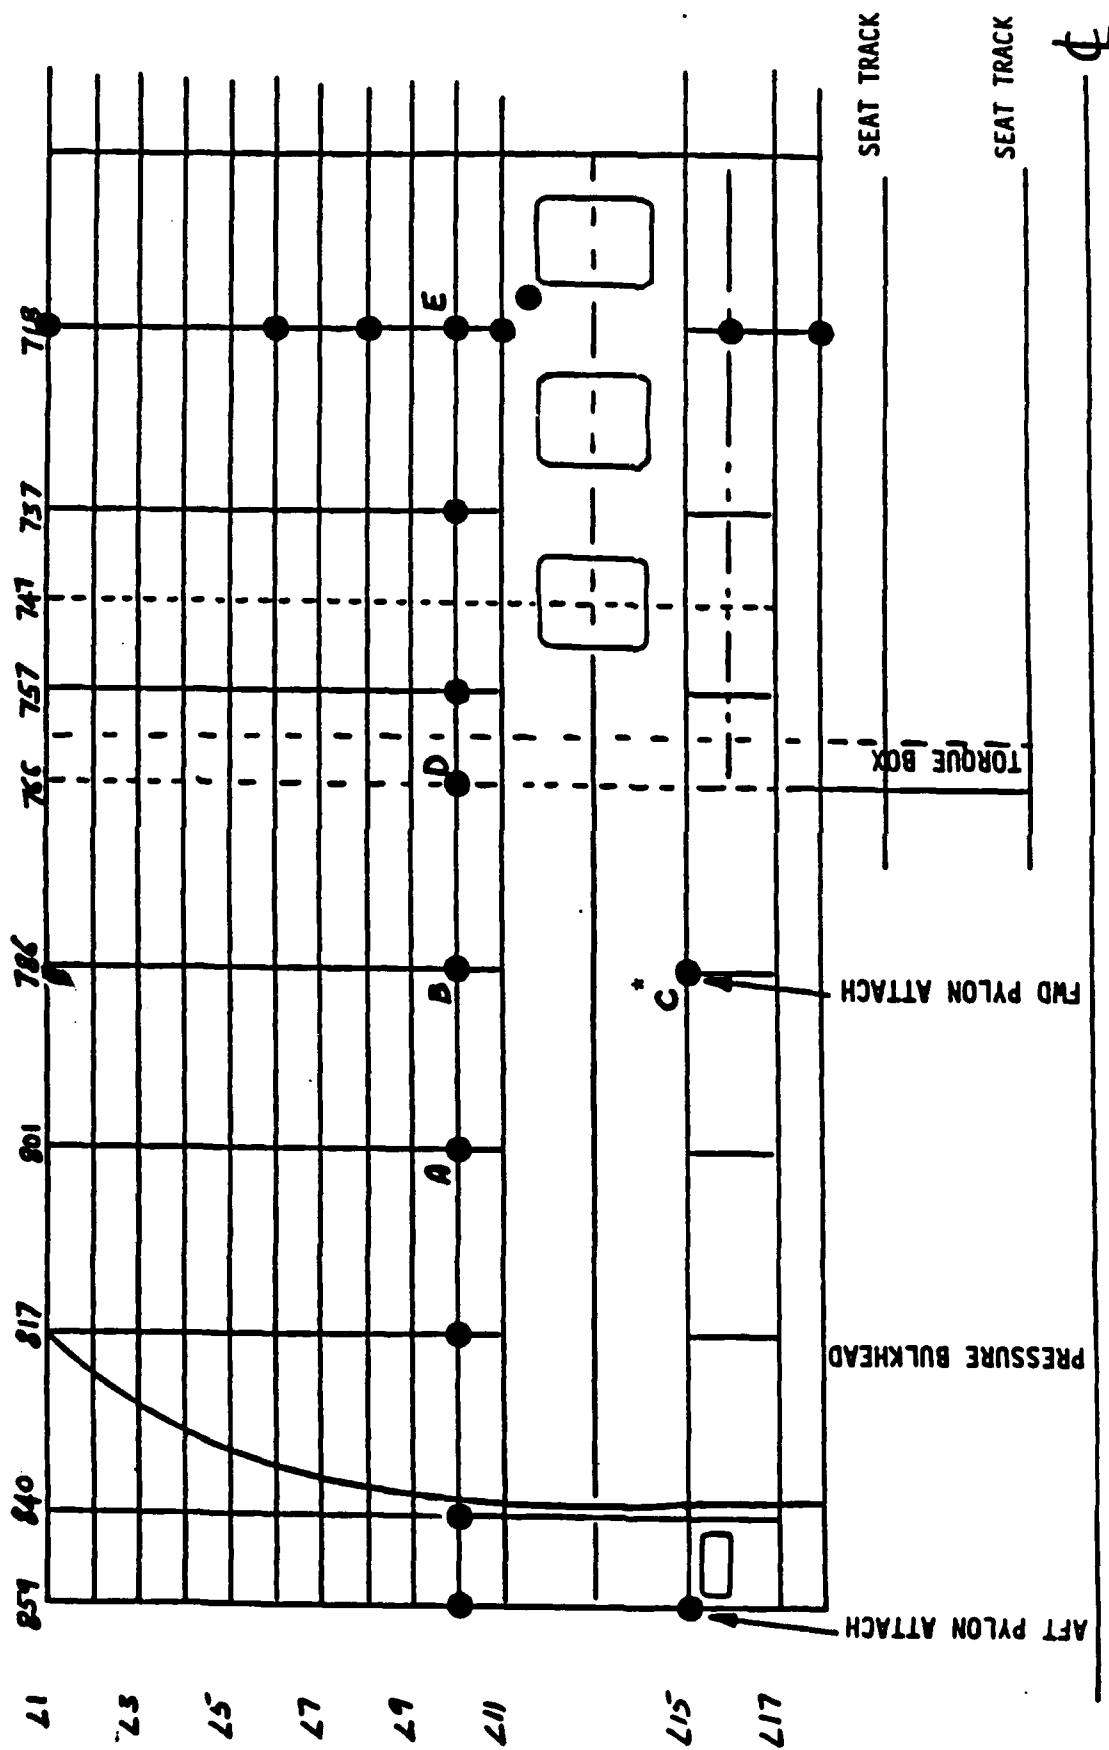 859
840
817
801
786
766
757
747
737
718
L1
L3
L5
L7
L9
L11
L15
L17
A
B
D
E
*
C
AFT PYLON ATTACH
PRESSURE BULKHEAD
FWD PYLON ATTACH
TORQUE BOX
SEAT TRACK
SEAT TRACK
℄